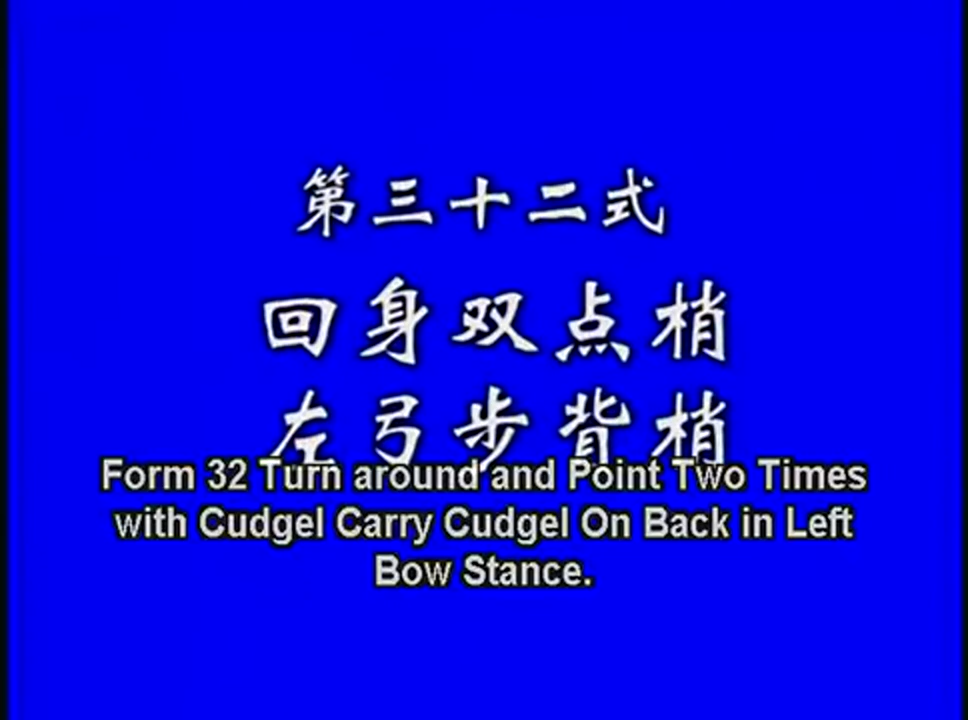 第三十二式
回身双点梢
左弓步背梢
Form 32 Turn around and Point Two Times
with Cudgel Carry Cudgel On Back in Left
Bow Stance.